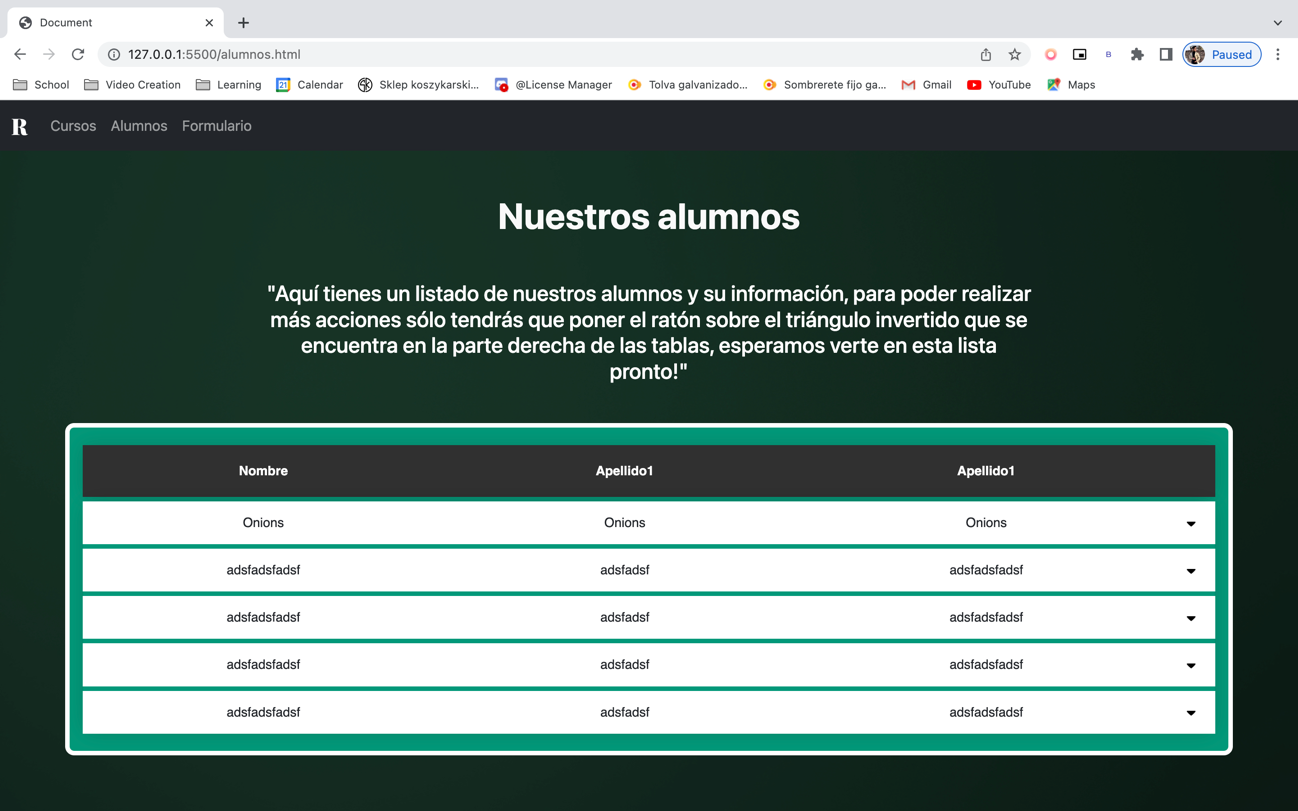 Document
127.0.0.1:5500/alumnos.html
Paused
School Video Creation Learning 21 Calendar Sklep koszykarski... @License Manager Tolva galvanizado... Sombrerete fijo ga... Gmail YouTube Maps
R Cursos Alumnos Formulario
Nuestros alumnos
"Aquí tienes un listado de nuestros alumnos y su información, para poder realizar
más acciones sólo tendrás que poner el ratón sobre el triángulo invertido que se
encuentra en la parte derecha de las tablas, esperamos verte en esta lista
pronto!"
Nombre Apellido1 Apellido1
Onions Onions Onions
adsfadsfadsf adsfadsf adsfadsfadsf
adsfadsfadsf adsfadsf adsfadsfadsf
adsfadsfadsf adsfadsf adsfadsfadsf
adsfadsfadsf adsfadsf adsfadsfadsf